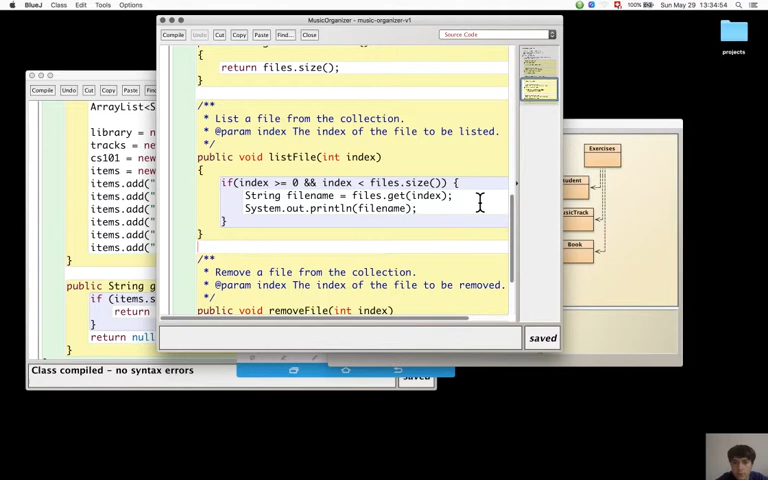 BlueJ Class Edit Tools Options
100% Sun May 29 13:34:54
MusicOrganizer - music-organizer-v1
Compile Undo Cut Copy Paste Find... Close Source Code
{
return files.size();
}
/**
* List a file from the collection.
* @param index The index of the file to be listed.
*/
public void listFile(int index)
{
if(index >= 0 && index < files.size()) {
String filename = files.get(index);
System.out.println(filename);
}
}
/**
* Remove a file from the collection.
* @param index The index of the file to be removed.
*/
public void removeFile(int index)
saved
Compile Undo Cut Copy Paste
ArrayList<S
library = n
tracks = ne
cs101 = new
items = new
items.add("
items.add("
items.add("
items.add("
items.add("
items.add("
}
public String g
if (items.s
return
}
return null
}
Class compiled - no syntax errors
saved
Exercises
tudent
usicTrack
Book
projects